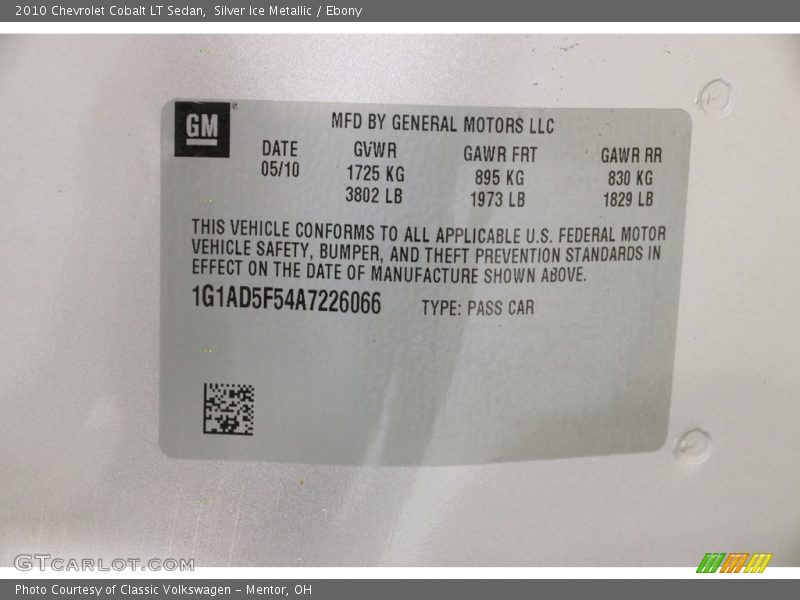 2010 Chevrolet Cobalt LT Sedan,  Silver Ice Metallic / Ebony
GM®
MFD BY GENERAL MOTORS LLC
DATE GVWR GAWR FRT GAWR RR
05/10 1725 KG 895 KG 830 KG
3802 LB 1973 LB 1829 LB
THIS VEHICLE CONFORMS TO ALL APPLICABLE U.S. FEDERAL MOTOR
VEHICLE SAFETY, BUMPER, AND THEFT PREVENTION STANDARDS IN
EFFECT ON THE DATE OF MANUFACTURE SHOWN ABOVE.
1G1AD5F54A7226066 TYPE: PASS CAR
GTCARLOT.COM
Photo Courtesy of Classic Volkswagen - Mentor, OH